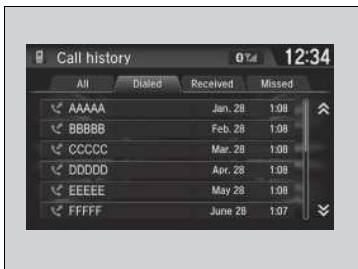 Call history 12:34
All Dialed Received Missed
AAAAA Jan. 28 1:08
BBBBB Feb. 28 1:08
CCCCC Mar. 28 1:08
DDDDD Apr. 28 1:08
EEEEE May 28 1:08
FFFFF June 28 1:07